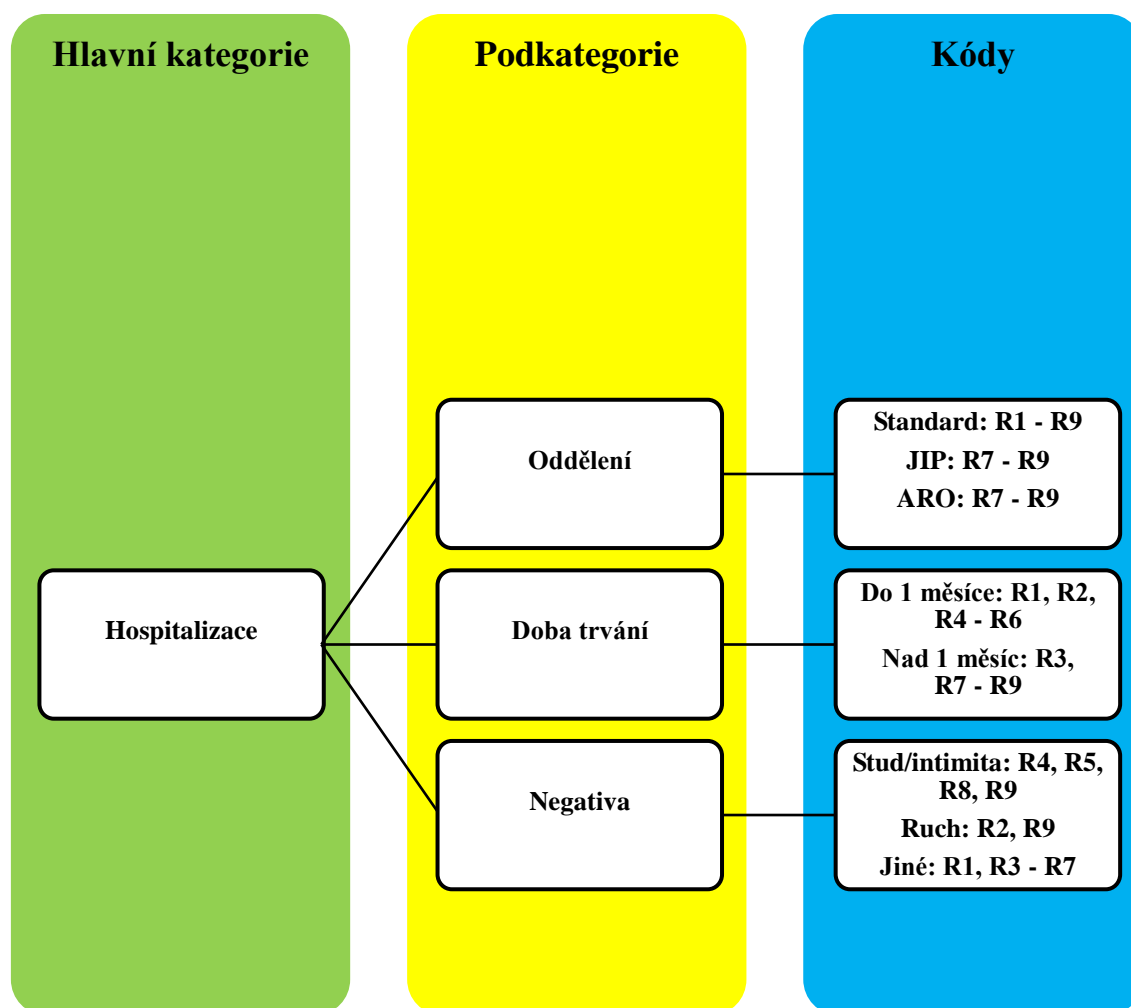 Hlavní kategorie
Podkategorie
Kódy
Hospitalizace
Oddělení
Standard: R1 - R9
JIP: R7 - R9
ARO: R7 - R9
Doba trvání
Do 1 měsíce: R1, R2,
R4 - R6
Nad 1 měsíc: R3,
R7 - R9
Negativa
Stud/intimita: R4, R5,
R8, R9
Ruch: R2, R9
Jiné: R1, R3 - R7